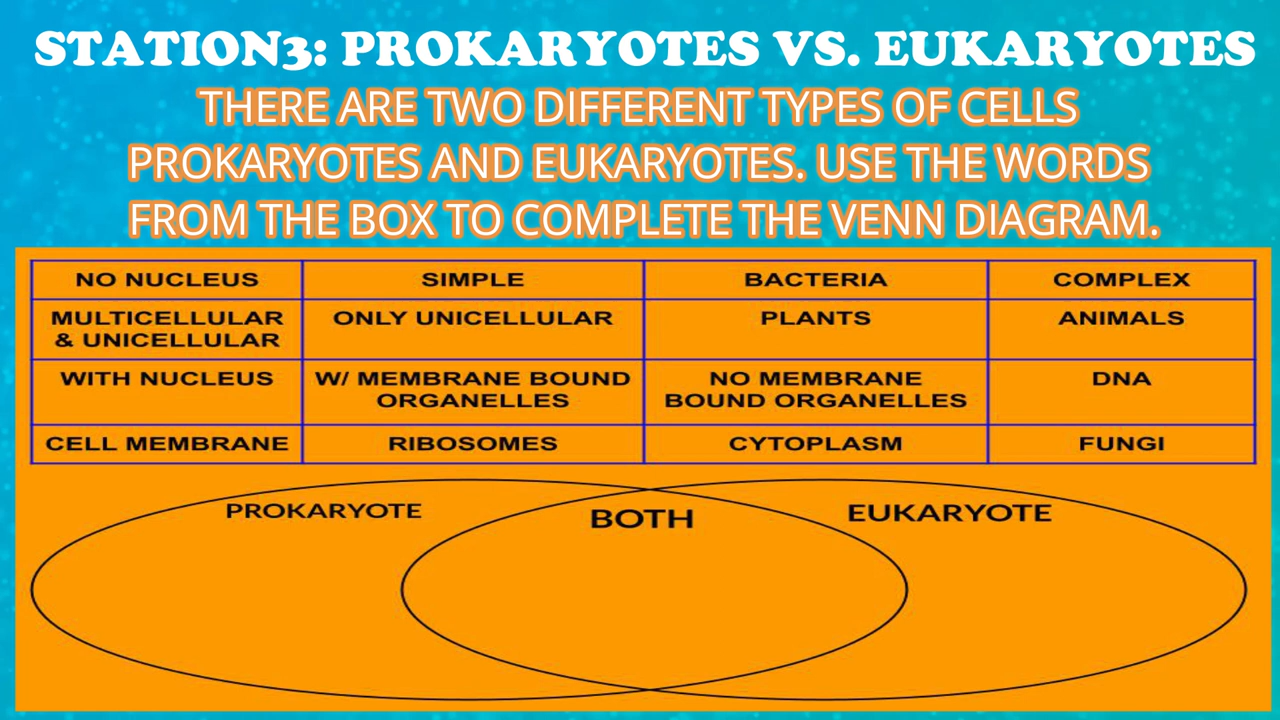 STATION3: PROKARYOTES VS. EUKARYOTES
THERE ARE TWO DIFFERENT TYPES OF CELLS
PROKARYOTES AND EUKARYOTES. USE THE WORDS
FROM THE BOX TO COMPLETE THE VENN DIAGRAM.
NO NUCLEUS SIMPLE BACTERIA COMPLEX
MULTICELLULAR ONLY UNICELLULAR PLANTS ANIMALS
& UNICELLULAR
WITH NUCLEUS W/ MEMBRANE BOUND NO MEMBRANE DNA
ORGANELLES BOUND ORGANELLES
CELL MEMBRANE RIBOSOMES CYTOPLASM FUNGI
PROKARYOTE BOTH EUKARYOTE